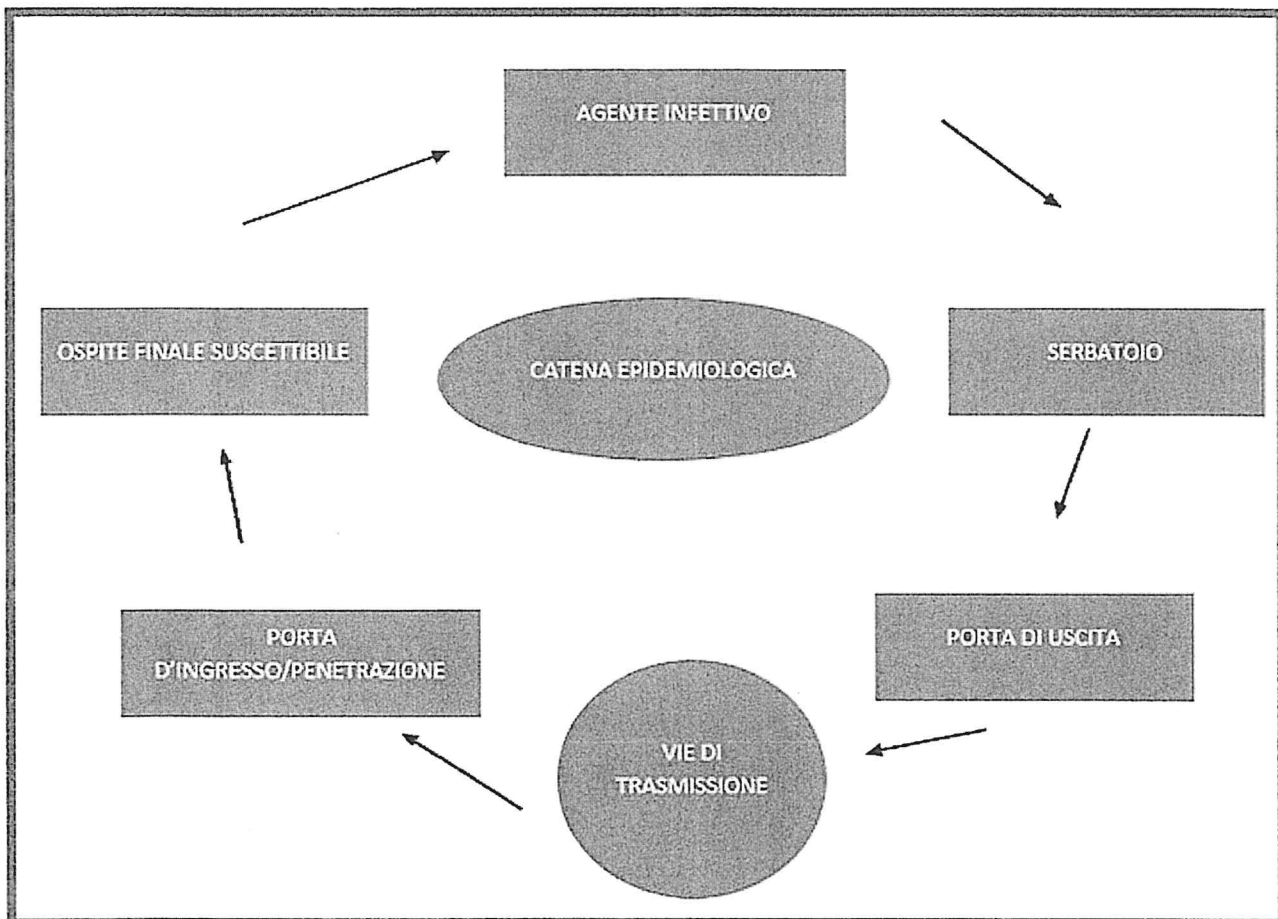 AGENTE INFETTIVO
OSPITE FINALE SUSCETTIBILE
CATENA EPIDEMIOLOGICA
SERBATOIO
PORTA
D'INGRESSO/PENETRAZIONE
PORTA DI USCITA
VIE DI
TRASMISSIONE